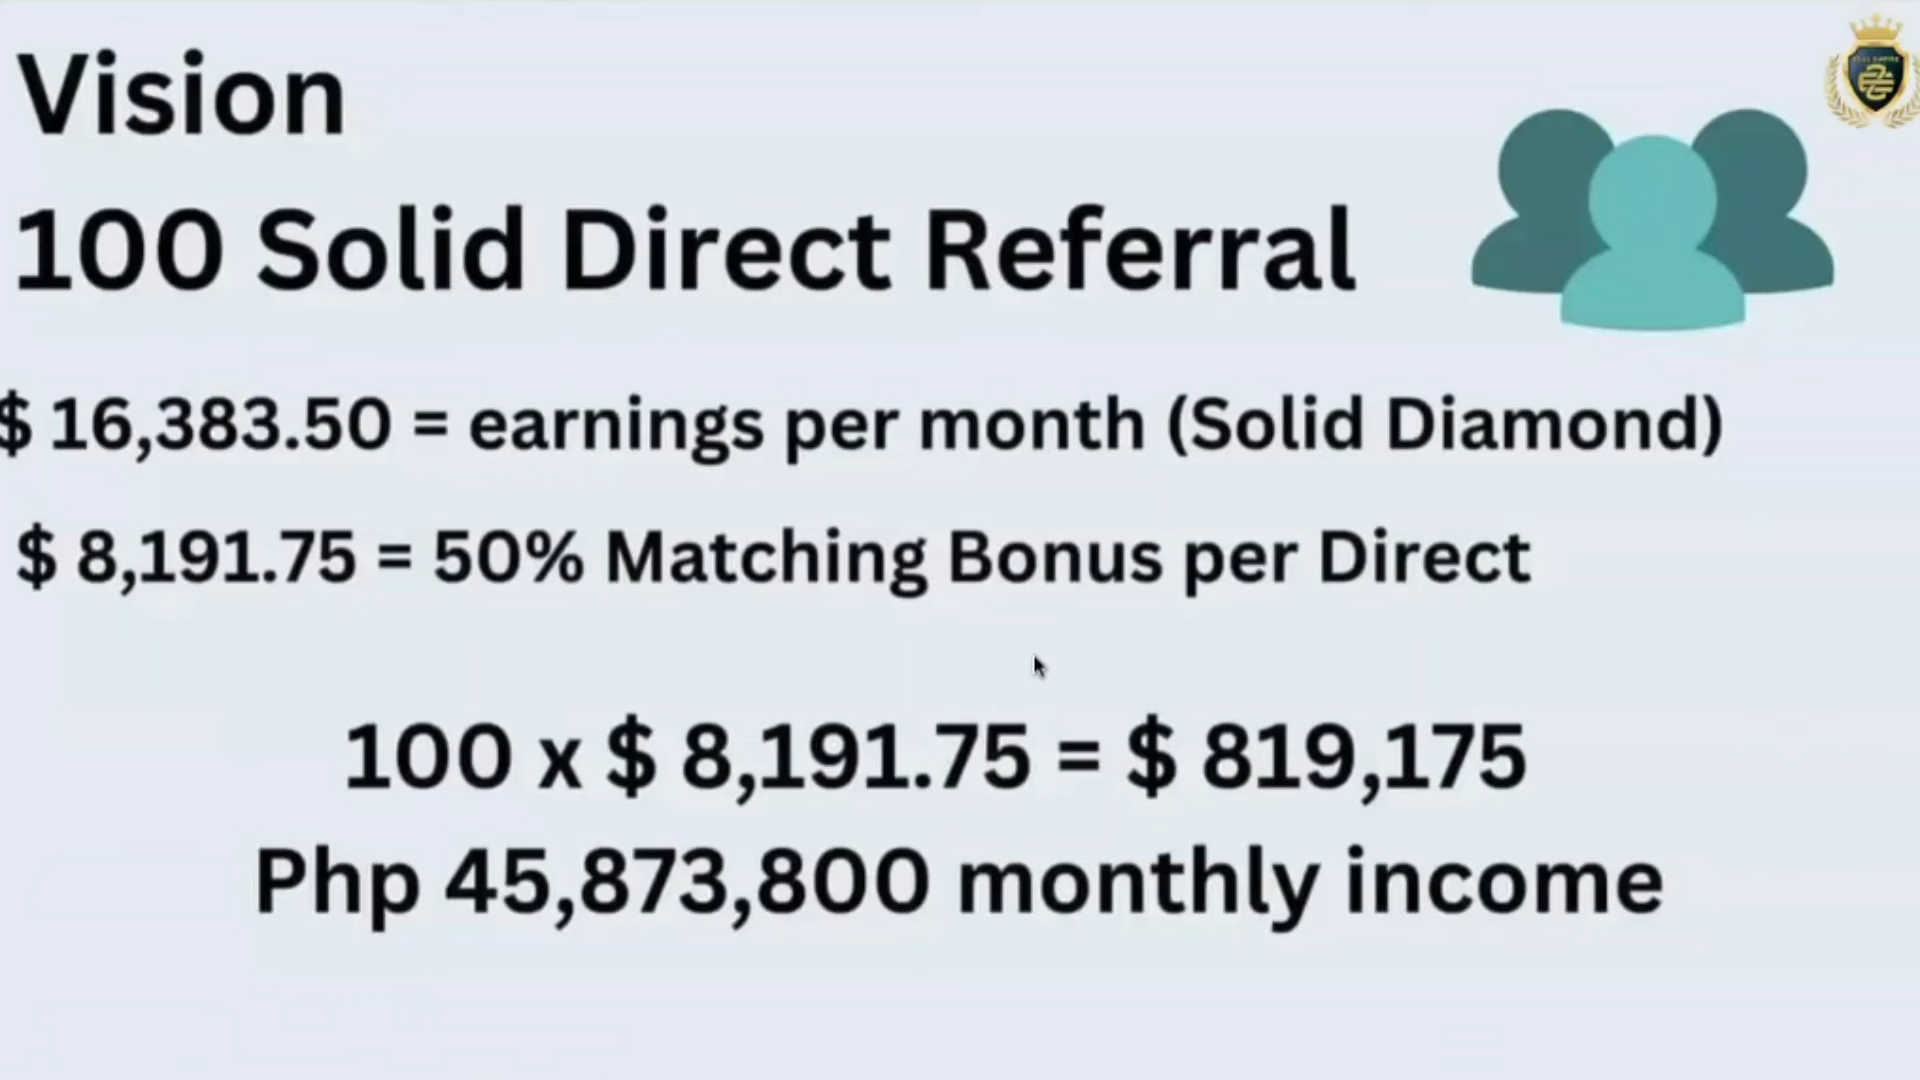 Vision
100 Solid Direct Referral
$ 16,383.50 = earnings per month (Solid Diamond)
$ 8,191.75 = 50% Matching Bonus per Direct
100 x $ 8,191.75 = $ 819,175
Php 45,873,800 monthly income